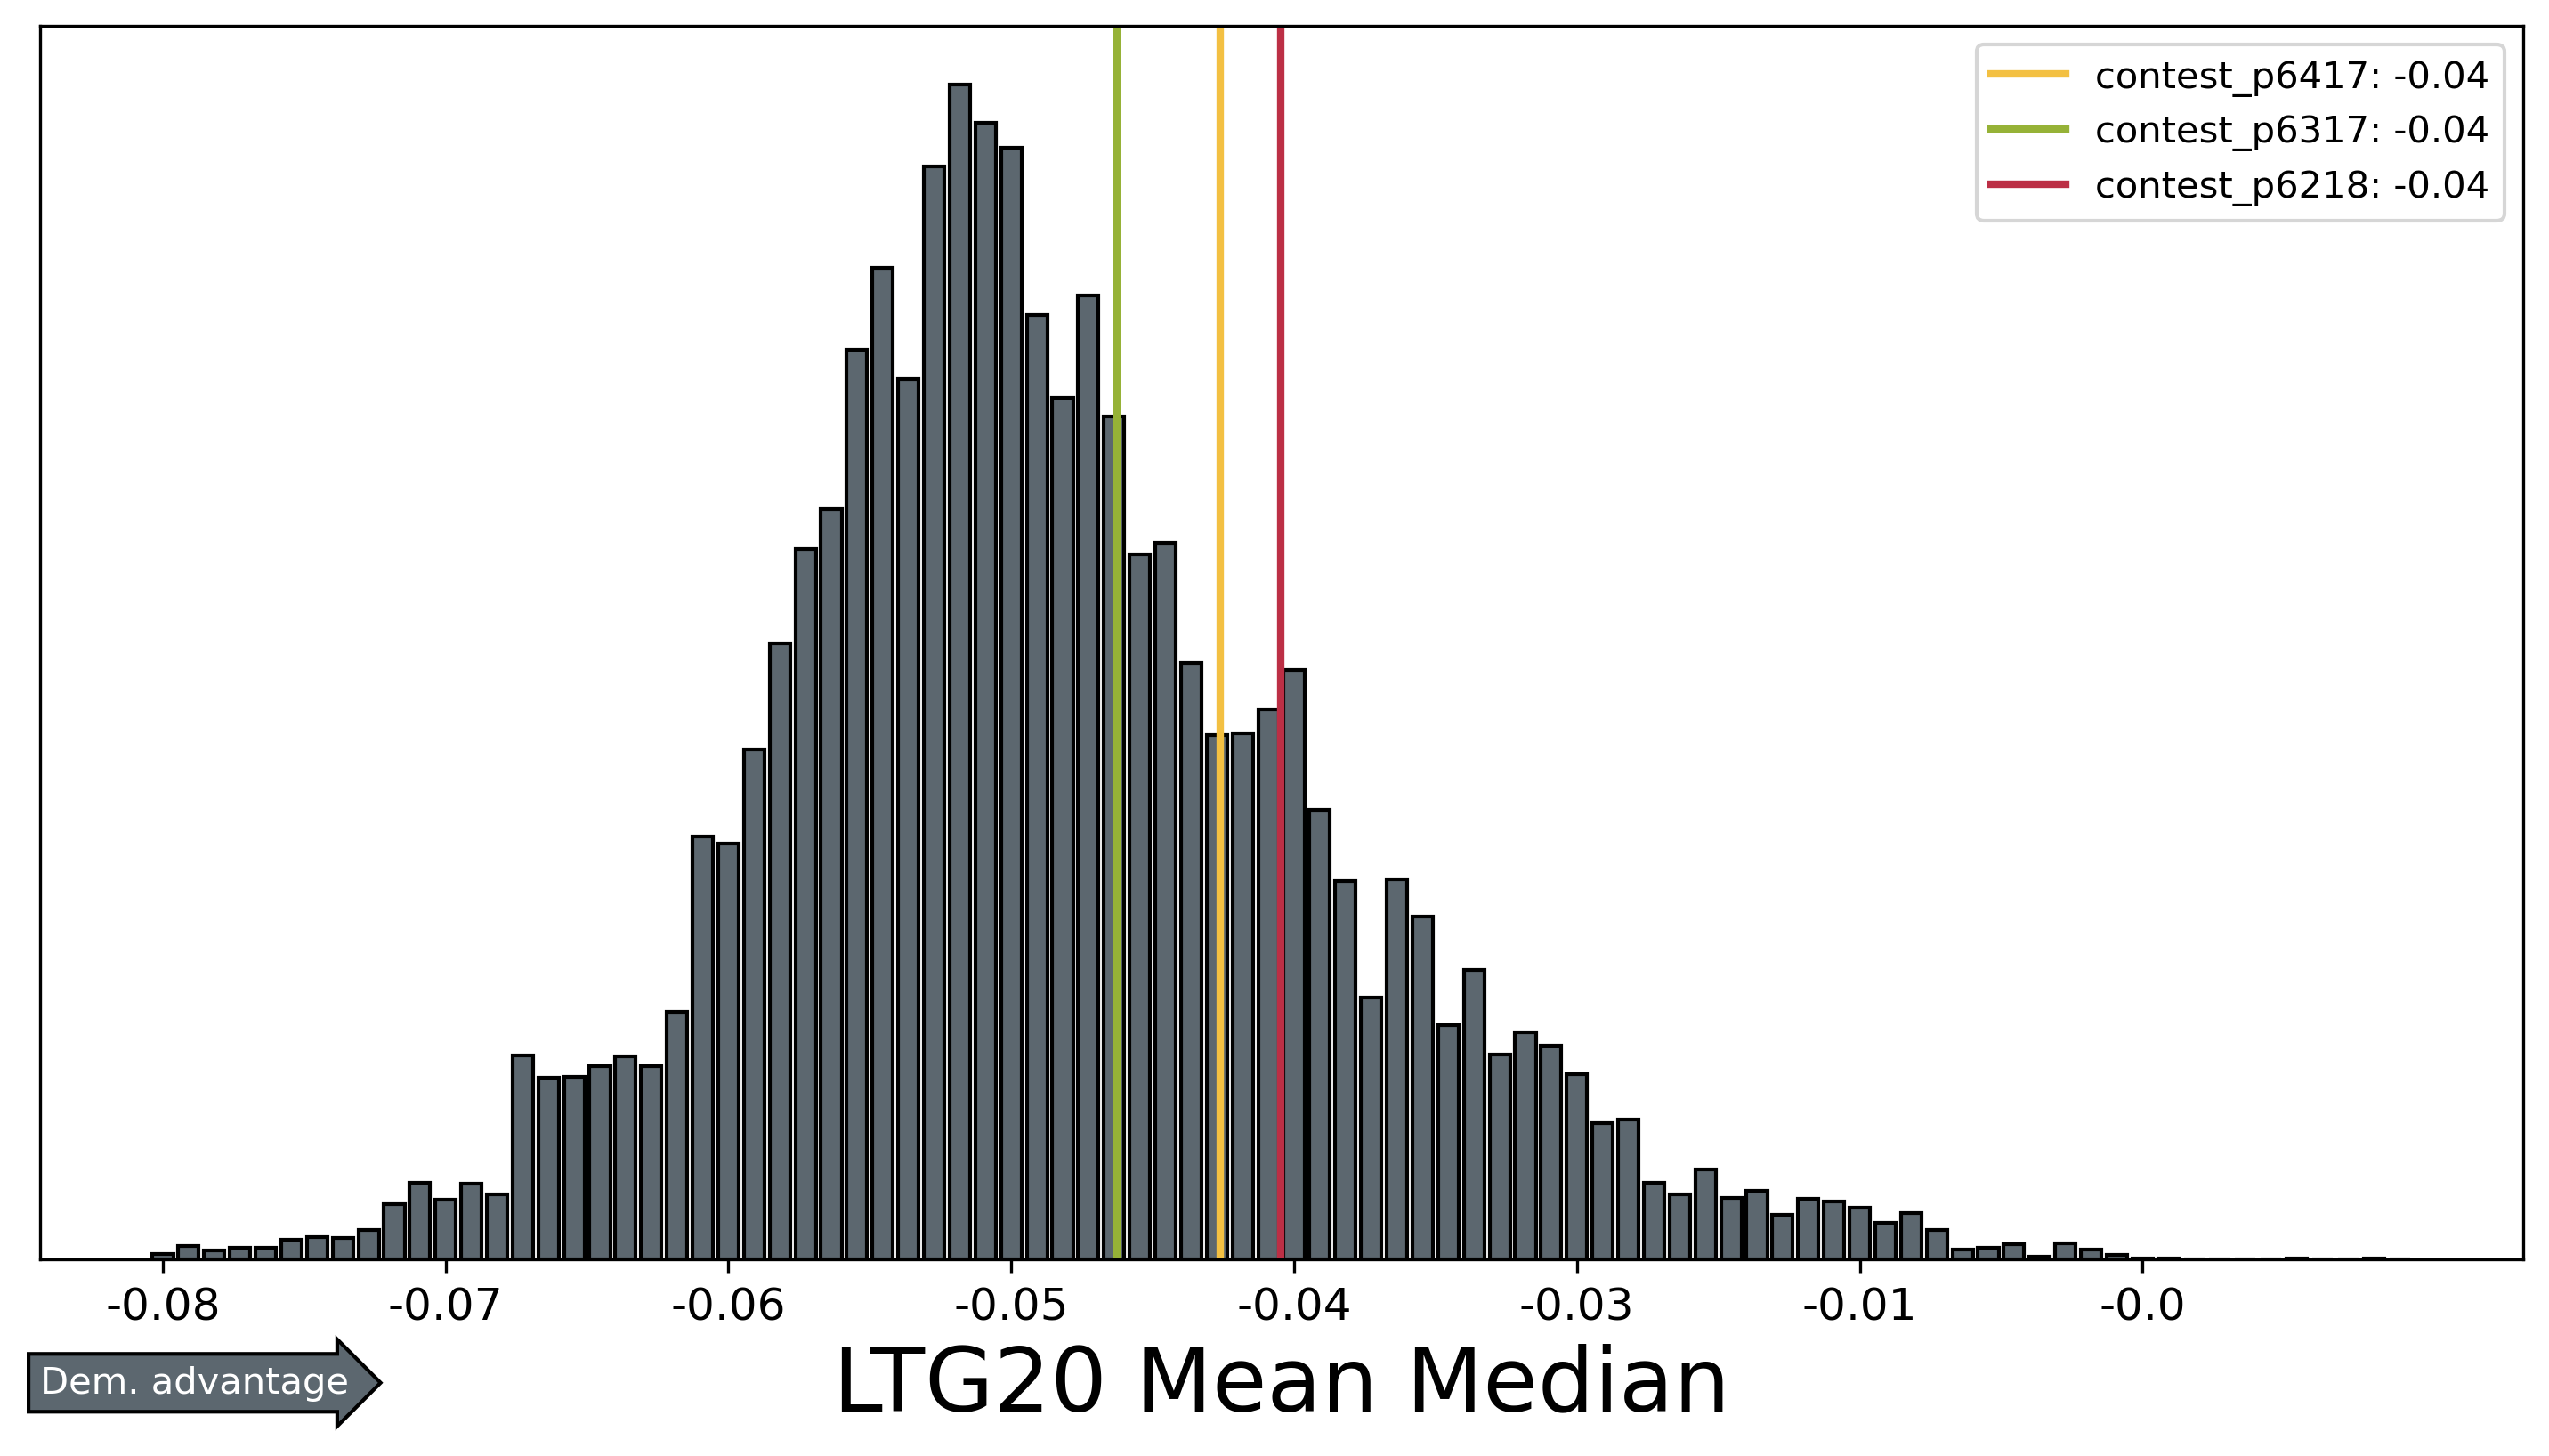 contest_p6417: -0.04
contest_p6317: -0.04
contest_p6218: -0.04
-0.08 -0.07 -0.06 -0.05 -0.04 -0.03 -0.01 -0.0
Dem. advantage
LTG20 Mean Median